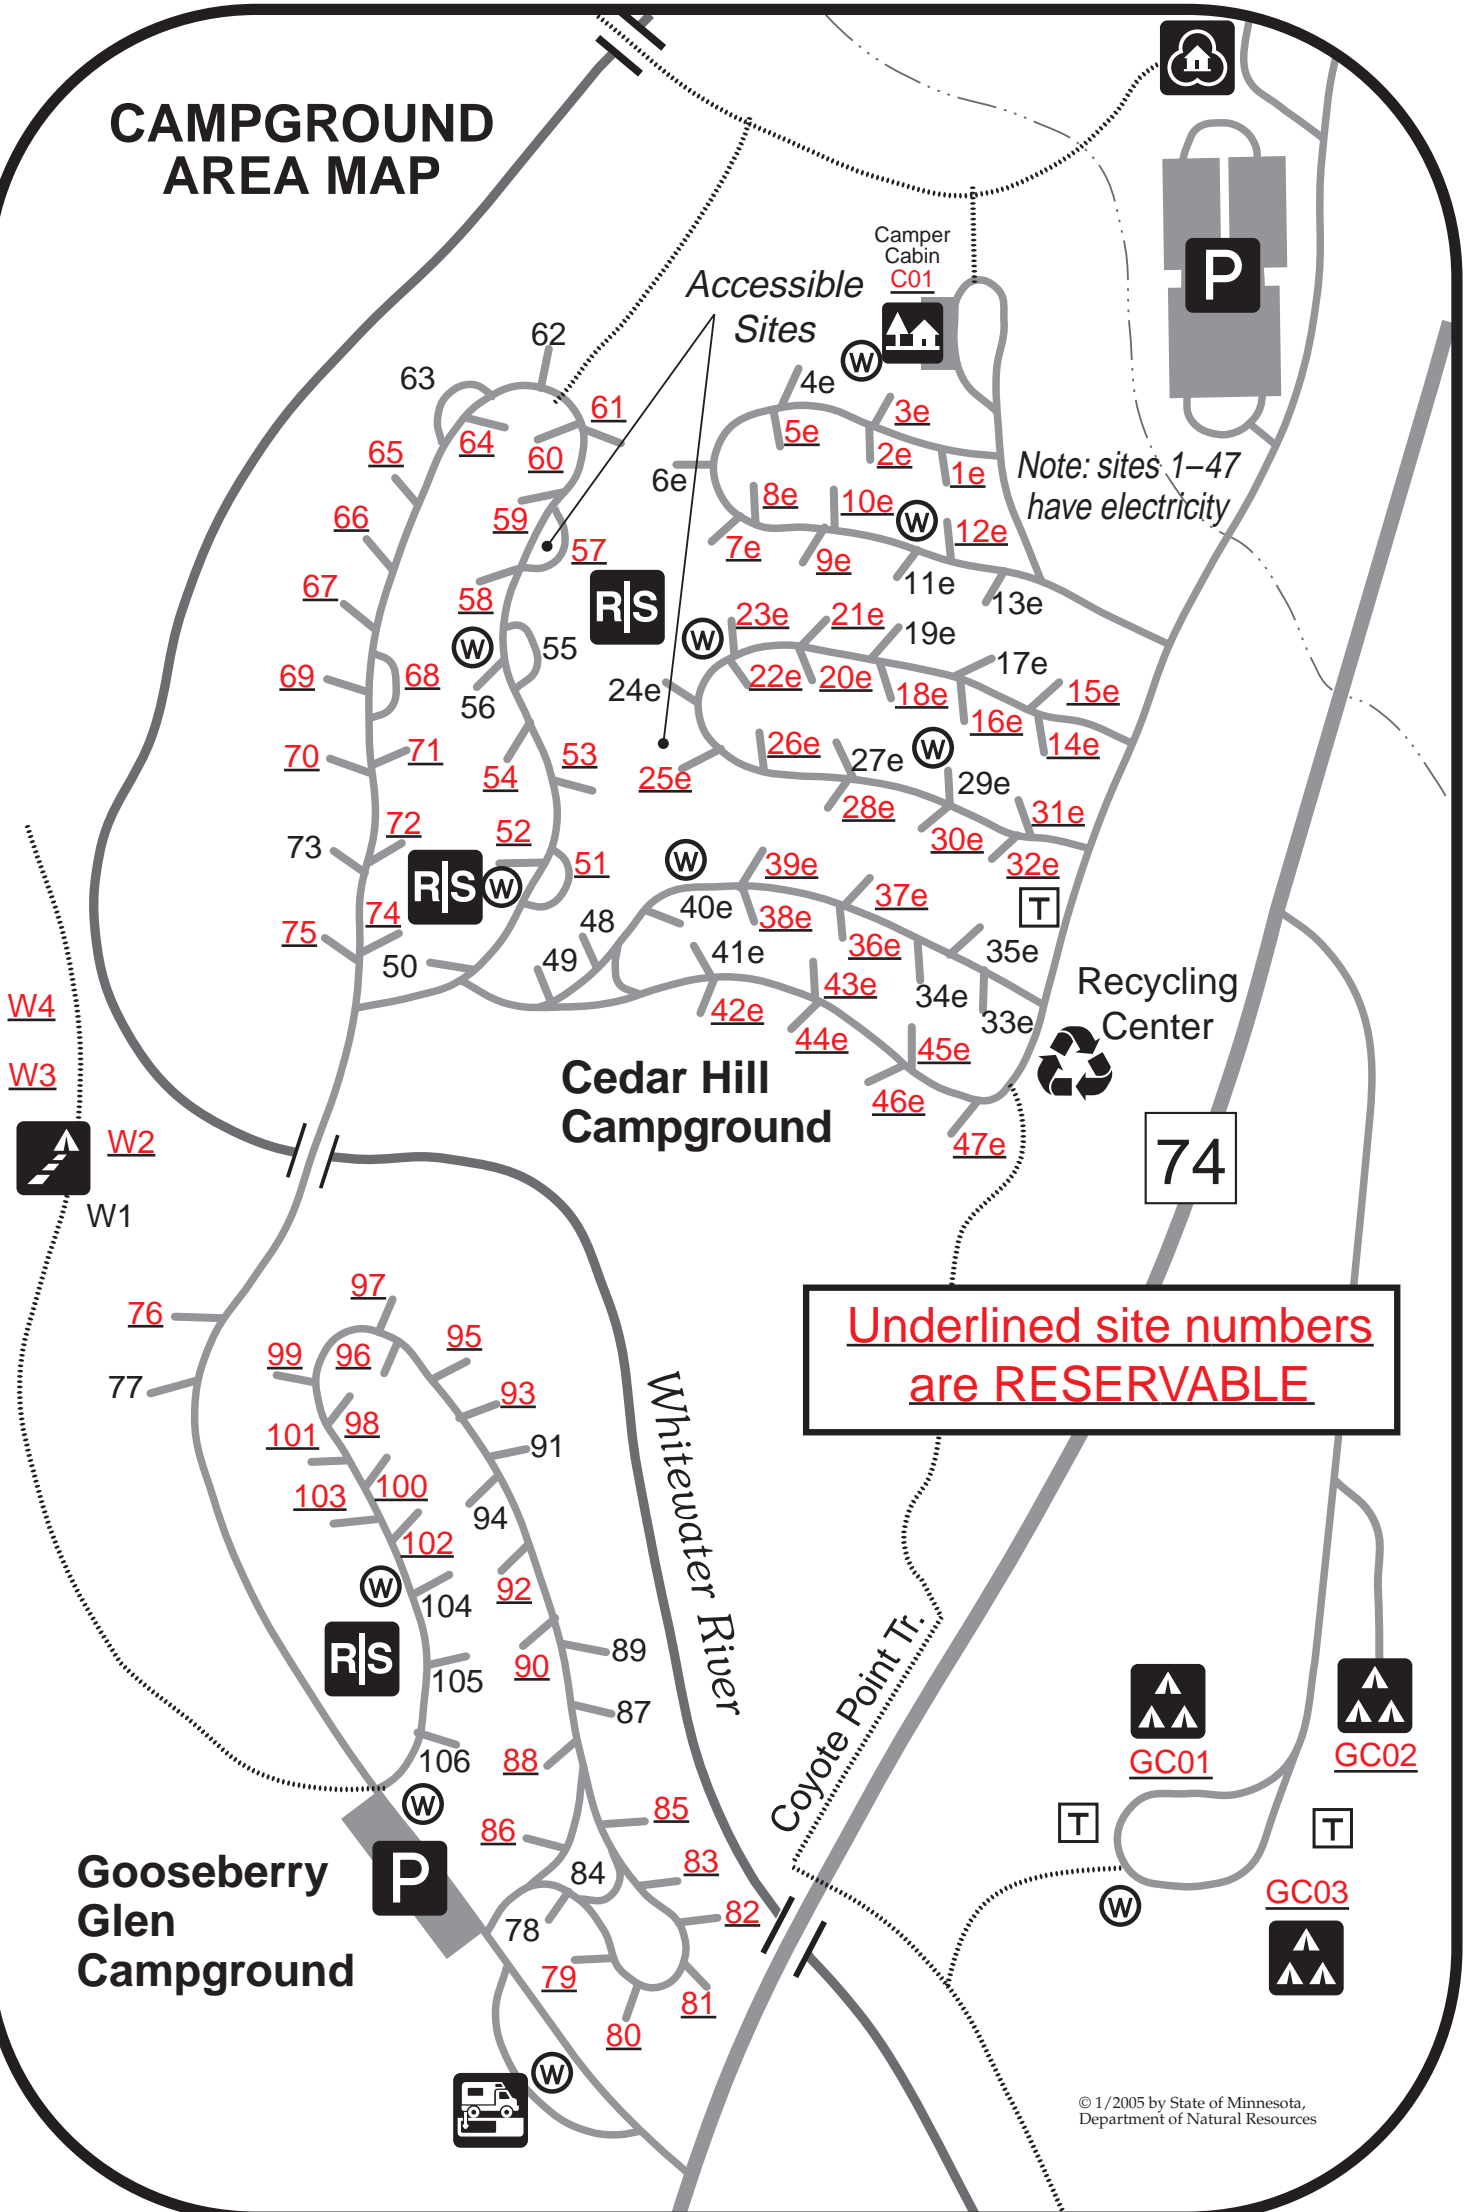 CAMPGROUND
AREA MAP
Camper
Cabin
C01
Accessible
Sites
P
62
63
4e
W
61
3e
64
5e
65
60
2e
1e
Note: sites 1–47
have electricity
6e
8e
10e
W
66
59
12e
57
7e
9e
11e
67
58
R|S
13e
23e
21e
19e
W
W
55
17e
69
68
24e
22e
20e
18e
15e
56
16e
14e
70
71
53
26e
W
54
25e
27e
29e
28e
31e
72
52
30e
73
51
W
39e
32e
R|S
W
37e
T
74
48
40e
38e
75
36e
35e
50
49
41e
Recycling
Center
43e
34e
W4
42e
33e
44e
45e
W3
Cedar Hill
Campground
46e
W2
47e
74
W1
97
76
Underlined site numbers
are RESERVABLE
95
99
96
77
93
98
101
91
100
103
94
102
Whitewater River
W
92
104
R|S
89
90
105
Coyote Point Tr.
87
106
88
GC01
GC02
W
85
T
T
86
83
84
Gooseberry
Glen
Campground
P
GC03
82
W
78
79
81
80
W
© 1/2005 by State of Minnesota,
Department of Natural Resources